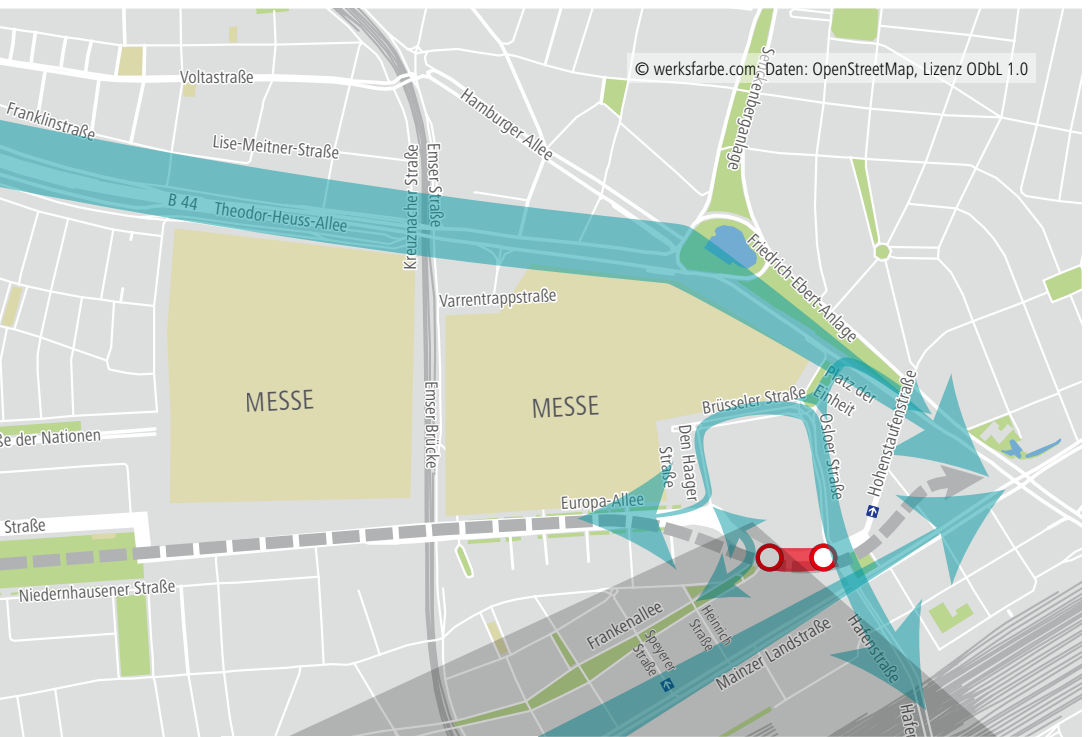 © werksfarbe.com, Daten: OpenStreetMap, Lizenz ODbL 1.0
Senckenberganlage
Voltastraße
Hamburger-Allee
Franklinstraße
Lise-Meitner-Straße
Kreuznacher Straße
Emser Straße
B 44 Theodor-Heuss-Allee
Friedrich-Ebert-Anlage
Varrentrappstraße
MESSE
MESSE
Platz der
Einheit
Brüsseler Straße
Hohenstaufenstraße
Osloer Straße
Den Haager
Straße
Emser Brücke
ße der Nationen
Europa-Allee
Straße
Niedernhausener Straße
Frankenallee
Heinrich
Straße
Speyerer
Straße
Mainzer Landstraße
Hafenstraße
Hafe